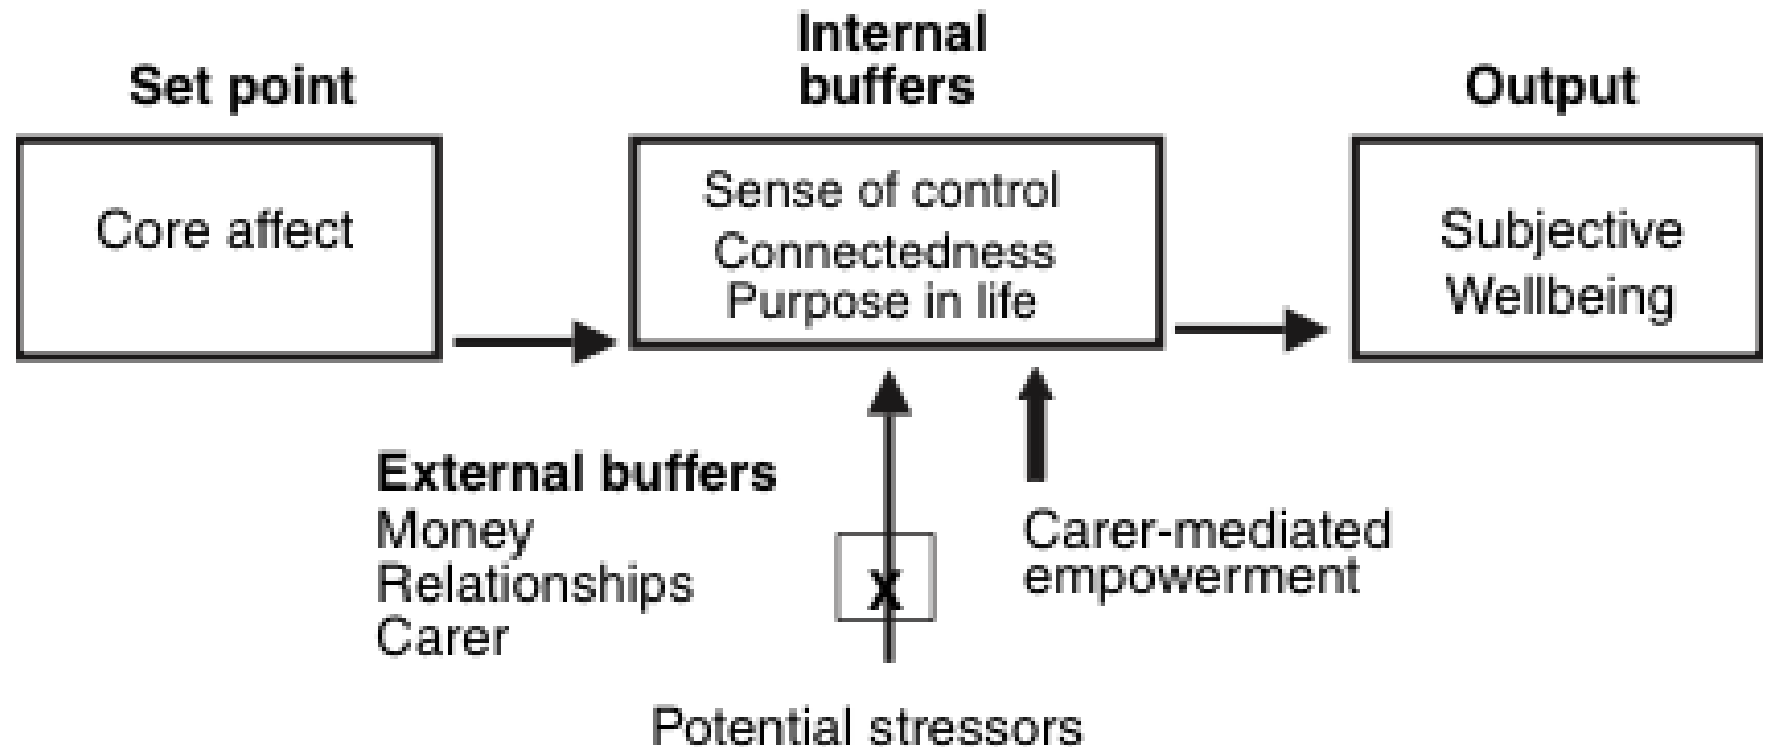 Set point
Core affect
Internal
buffers
Sense of control
Connectedness
Purpose in life
Output
Subjective
Wellbeing
External buffers
Money
Relationships
Carer
X
Carer-mediated
empowerment
Potential stressors